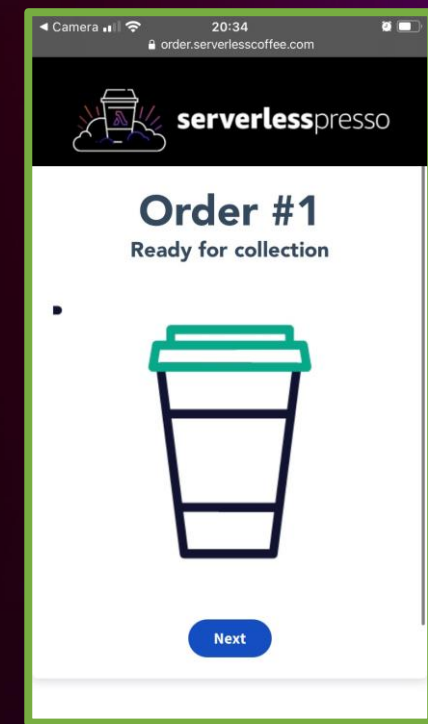 Camera
20:34
order.serverlesscoffee.com
serverlesspresso
Order #1
Ready for collection
Next